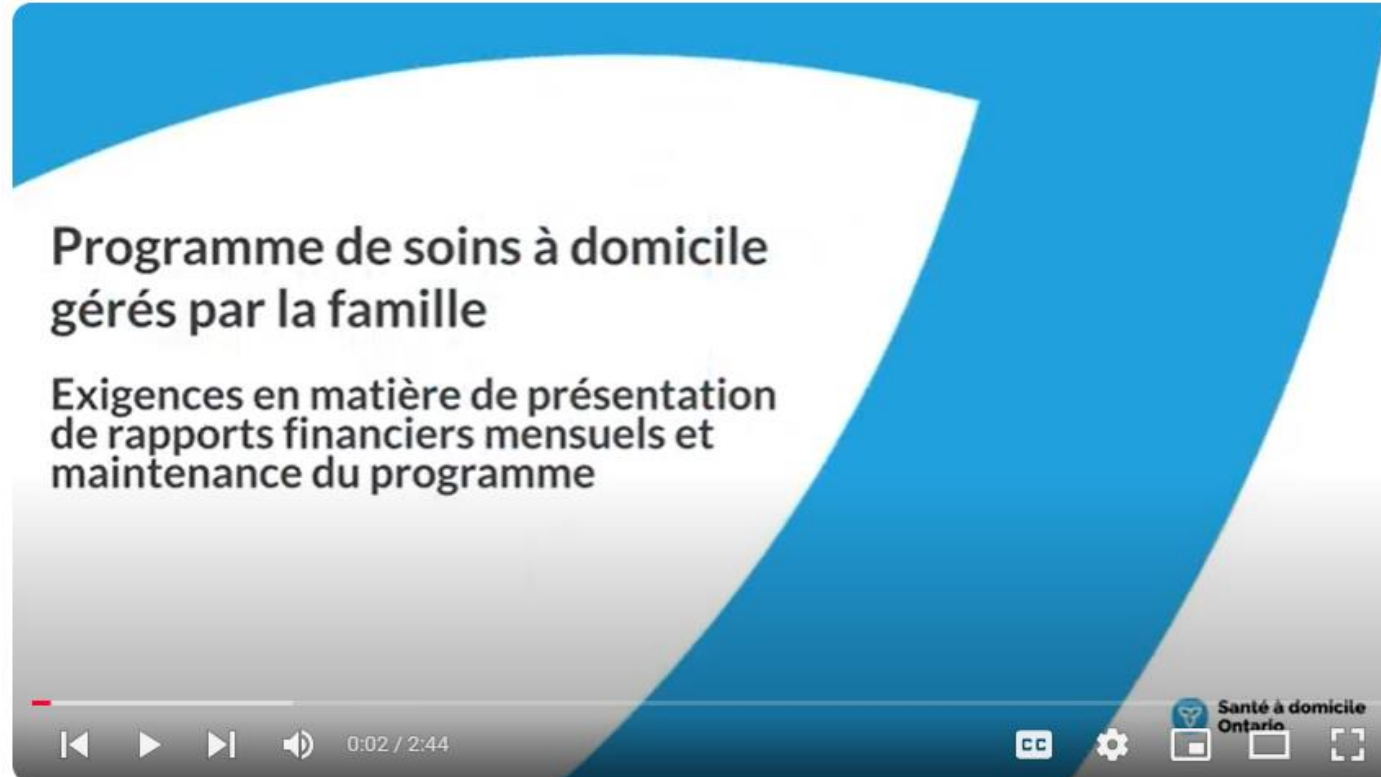 Programme de soins à domicile
gérés par la famille
Exigences en matière de présentation
de rapports financiers mensuels et
maintenance du programme
Santé à domicile
Ontario
0:02 / 2:44
CC